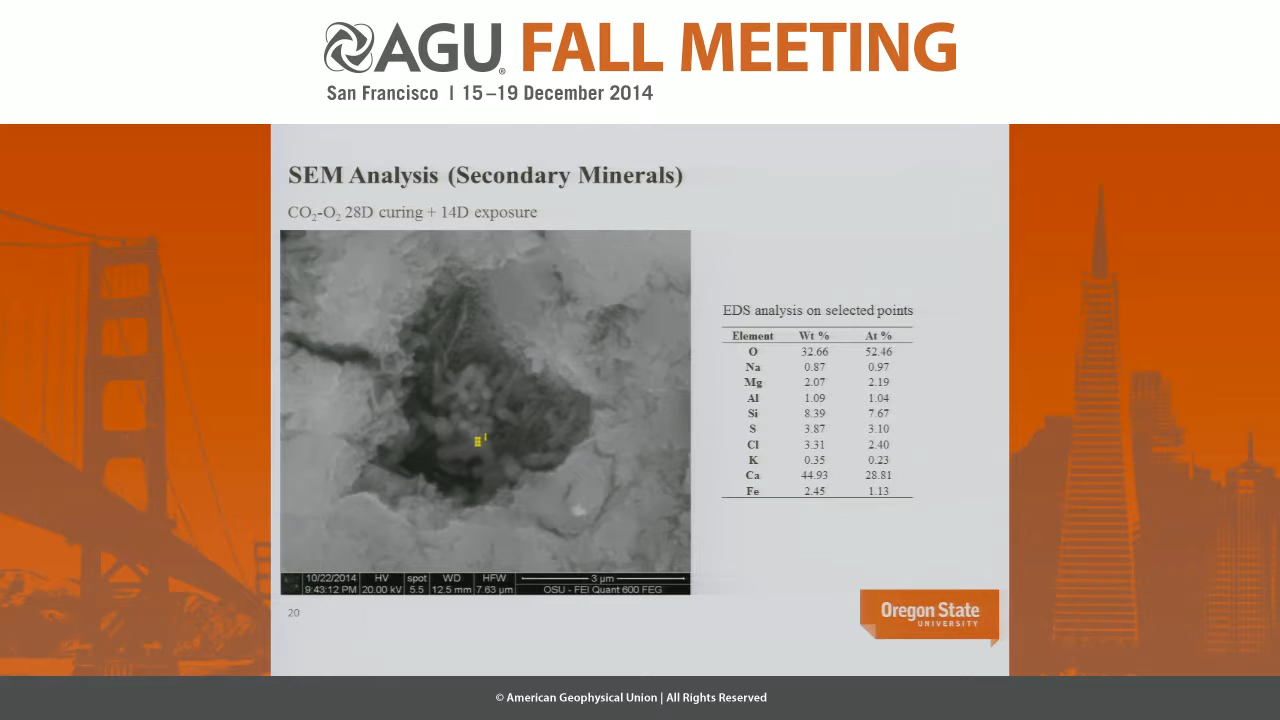 AGU® FALL MEETING
San Francisco | 15–19 December 2014
SEM Analysis (Secondary Minerals)
CO₂-O₂ 28D curing + 14D exposure
EDS analysis on selected points
Element Wt % At %
O 32.66 52.46
Na 0.87 0.97
Mg 2.07 2.19
Al 1.09 1.04
Si 8.39 7.67
S 3.87 3.10
Cl 3.31 2.40
K 0.35 0.23
Ca 44.93 28.81
Fe 2.45 1.13
10/22/2014 HV spot WD HFW 3 µm
9:43:12 PM 20.00 kV 5.5 12.5 mm 7.63 µm OSU - FEI Quant 600 FEG
20
Oregon State
UNIVERSITY
© American Geophysical Union | All Rights Reserved